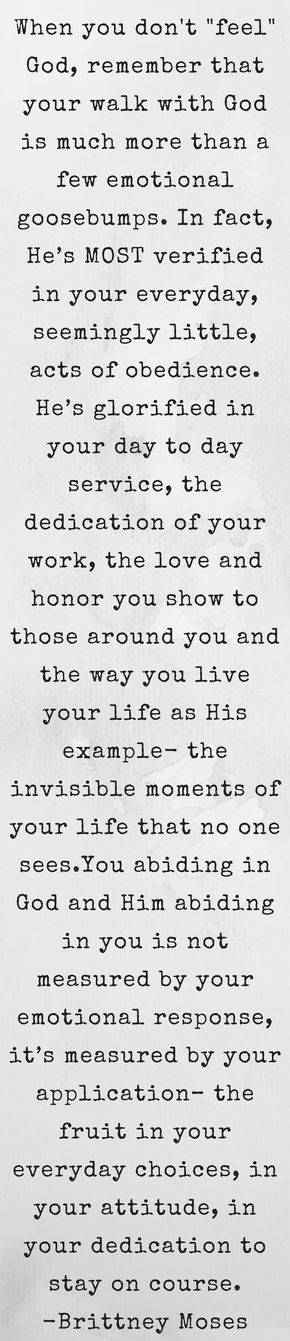 When you don't "feel"
God, remember that
your walk with God
is much more than a
few emotional
goosebumps. In fact,
He’s MOST verified
in your everyday,
seemingly little,
acts of obedience.
He’s glorified in
your day to day
service, the
dedication of your
work, the love and
honor you show to
those around you and
the way you live
your life as His
example- the
invisible moments of
your life that no one
sees.You abiding in
God and Him abiding
in you is not
measured by your
emotional response,
it’s measured by your
application- the
fruit in your
everyday choices, in
your attitude, in
your dedication to
stay on course.
-Brittney Moses